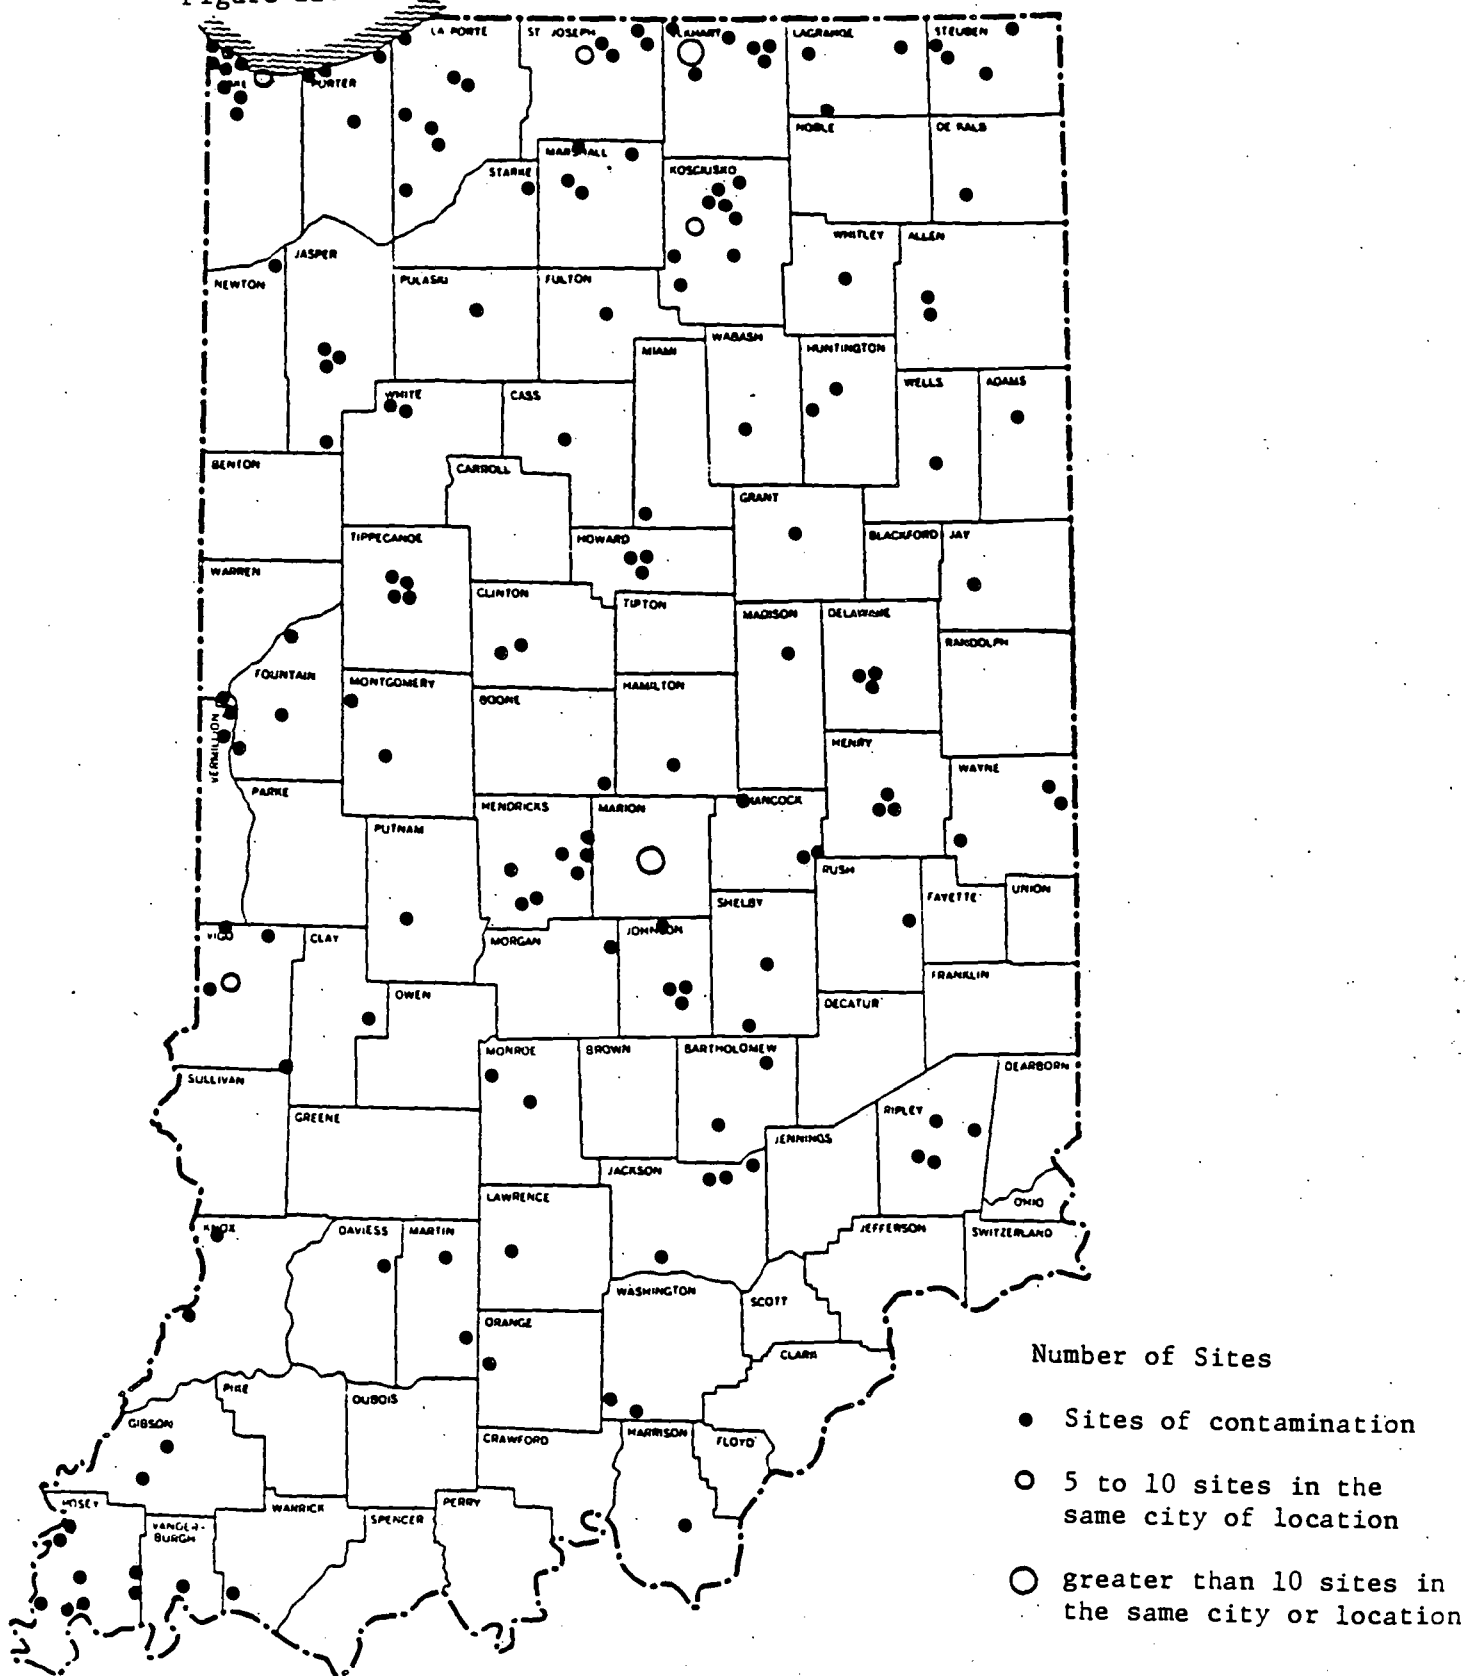 Figure
LA PORTE
ST. JOSEPH
LAGRANGE
STEUBEN
PORTER
NOBLE
DE KALB
MARSHALL
STARKE
KOSCIUSKO
WHITLEY
ALLEN
JASPER
NEWTON
PULASKI
FULTON
WABASH
MIAMI
HUNTINGTON
WHITE
CASS
WELLS
ADAMS
BENTON
CARROLL
GRANT
TIPPECANOE
HOWARD
BLACKFORD
JAY
WARREN
CLINTON
TIPTON
MADISON
DELAWARE
RANDOLPH
FOUNTAIN
MONTGOMERY
BOONE
HAMILTON
VERMILLION
HENRY
WAYNE
PARKE
HENDRICKS
MARION
HANCOCK
PUTNAM
RUSH
FAYETTE
UNION
SHELBY
VIGO
CLAY
MORGAN
JOHNSON
FRANKLIN
OWEN
DECATUR
MONROE
BROWN
BARTHOLOMEW
DEARBORN
SULLIVAN
GREENE
RIPLEY
JENNINGS
JACKSON
LAWRENCE
OHIO
KNOX
DAVIESS
MARTIN
JEFFERSON
SWITZERLAND
WASHINGTON
SCOTT
ORANGE
CLARK
PIKE
DUBOIS
GIBSON
CRAWFORD
HARRISON
FLOYD
POSEY
WARRICK
PERRY
VANDER-
BURGH
SPENCER
Number of Sites
Sites of contamination
5 to 10 sites in the
same city of location
greater than 10 sites in
the same city or location